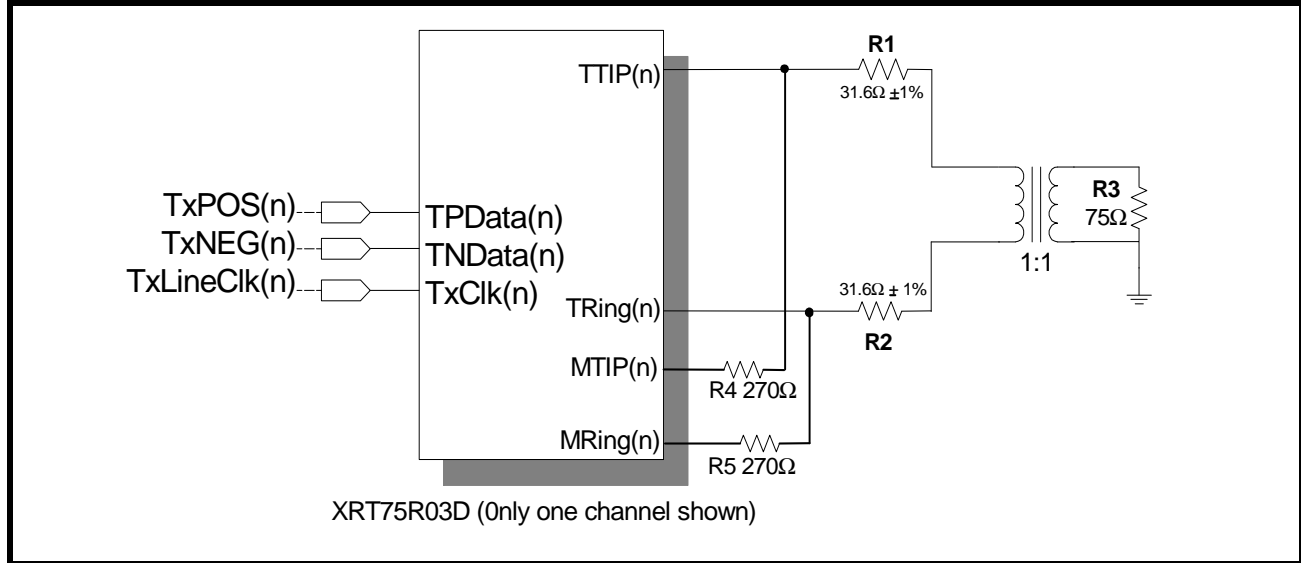 R1
TTIP(n)
31.6Ω ±1%
R3
75Ω
TxPOS(n)
TPData(n)
TxNEG(n)
TNData(n)
1:1
TxLineClk(n)
TxClk(n)
31.6Ω ± 1%
TRing(n)
R2
MTIP(n)
R4 270Ω
MRing(n)
R5 270Ω
XRT75R03D (0nly one channel shown)